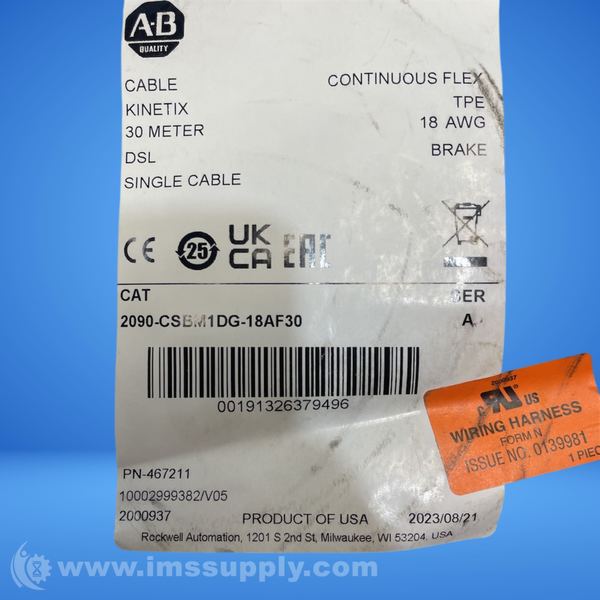 A-B
QUALITY
CABLE CONTINUOUS FLEX
KINETIX TPE
30 METER 18 AWG
DSL BRAKE
SINGLE CABLE
CE 25 UK CA EAC
CAT SER
2090-CSBM1DG-18AF30 A
00191326379496
2000937
c UR US
WIRING HARNESS
FORM N
ISSUE NO. 0139981
1 PIEC
PN-467211
10002999382/V05
2000937 PRODUCT OF USA 2023/08/21
Rockwell Automation, 1201 S 2nd St, Milwaukee, WI 53204, USA
www.imssupply.com